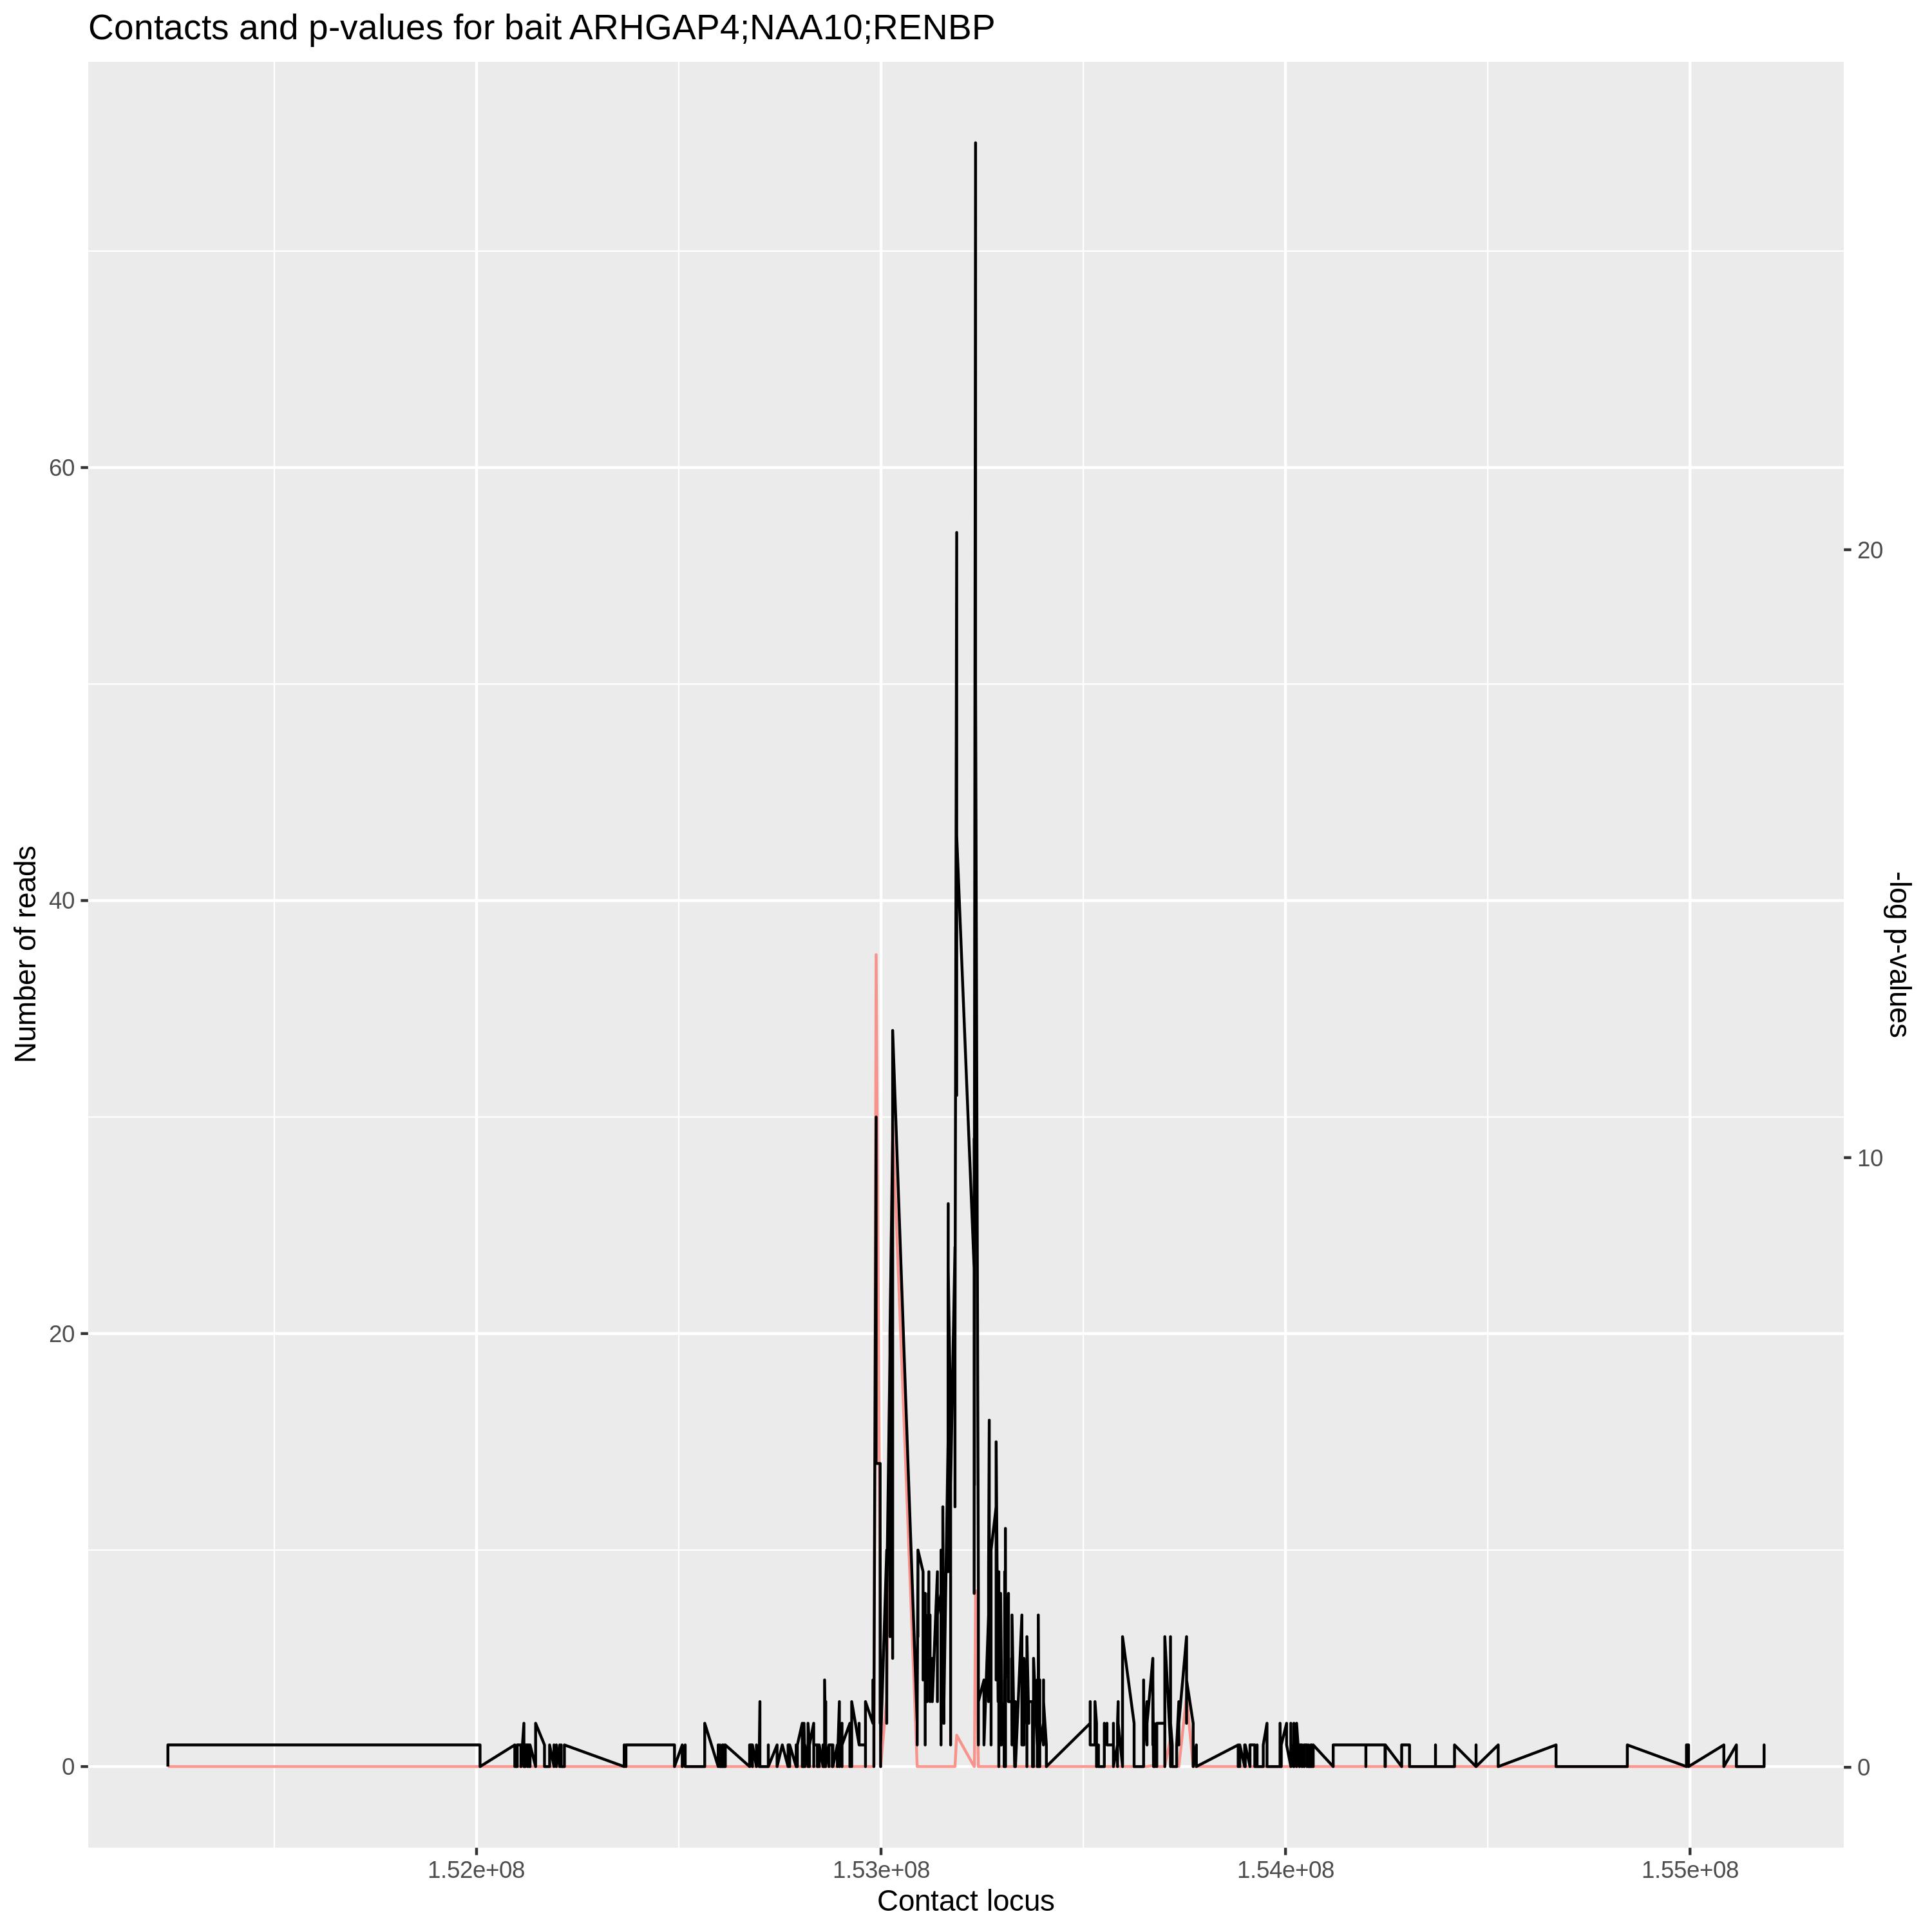 Contacts and p-values for bait ARHGAP4;NAA10;RENBP
Number of reads
60
40
20
0
-log p-values
20
10
0
1.52e+08
1.53e+08
1.54e+08
1.55e+08
Contact locus